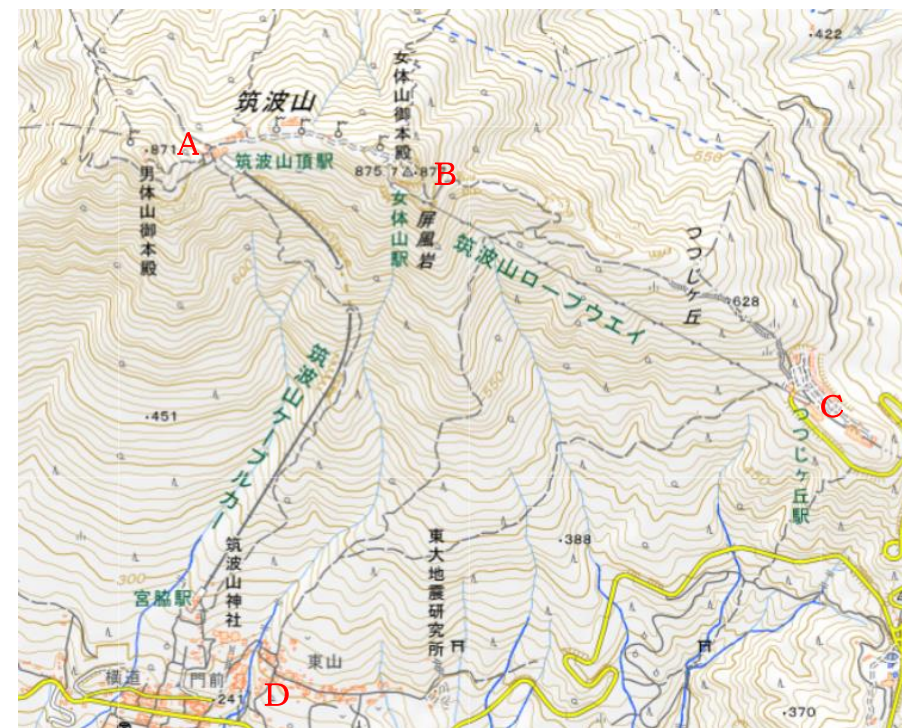 422
女体山御本殿
筑波山
A
871
筑波山頂駅
550
875.7
877
B
男体山御本殿
女体山駅
屏風岩
筑波山ロープウエイ
つつじヶ丘
600
628
筑波山ケーブルカー
550
451
C
つつじヶ丘駅
450
筑波山神社
東大地震研究所
388
300
宮脇駅
東山
横道
門前
241
D
370